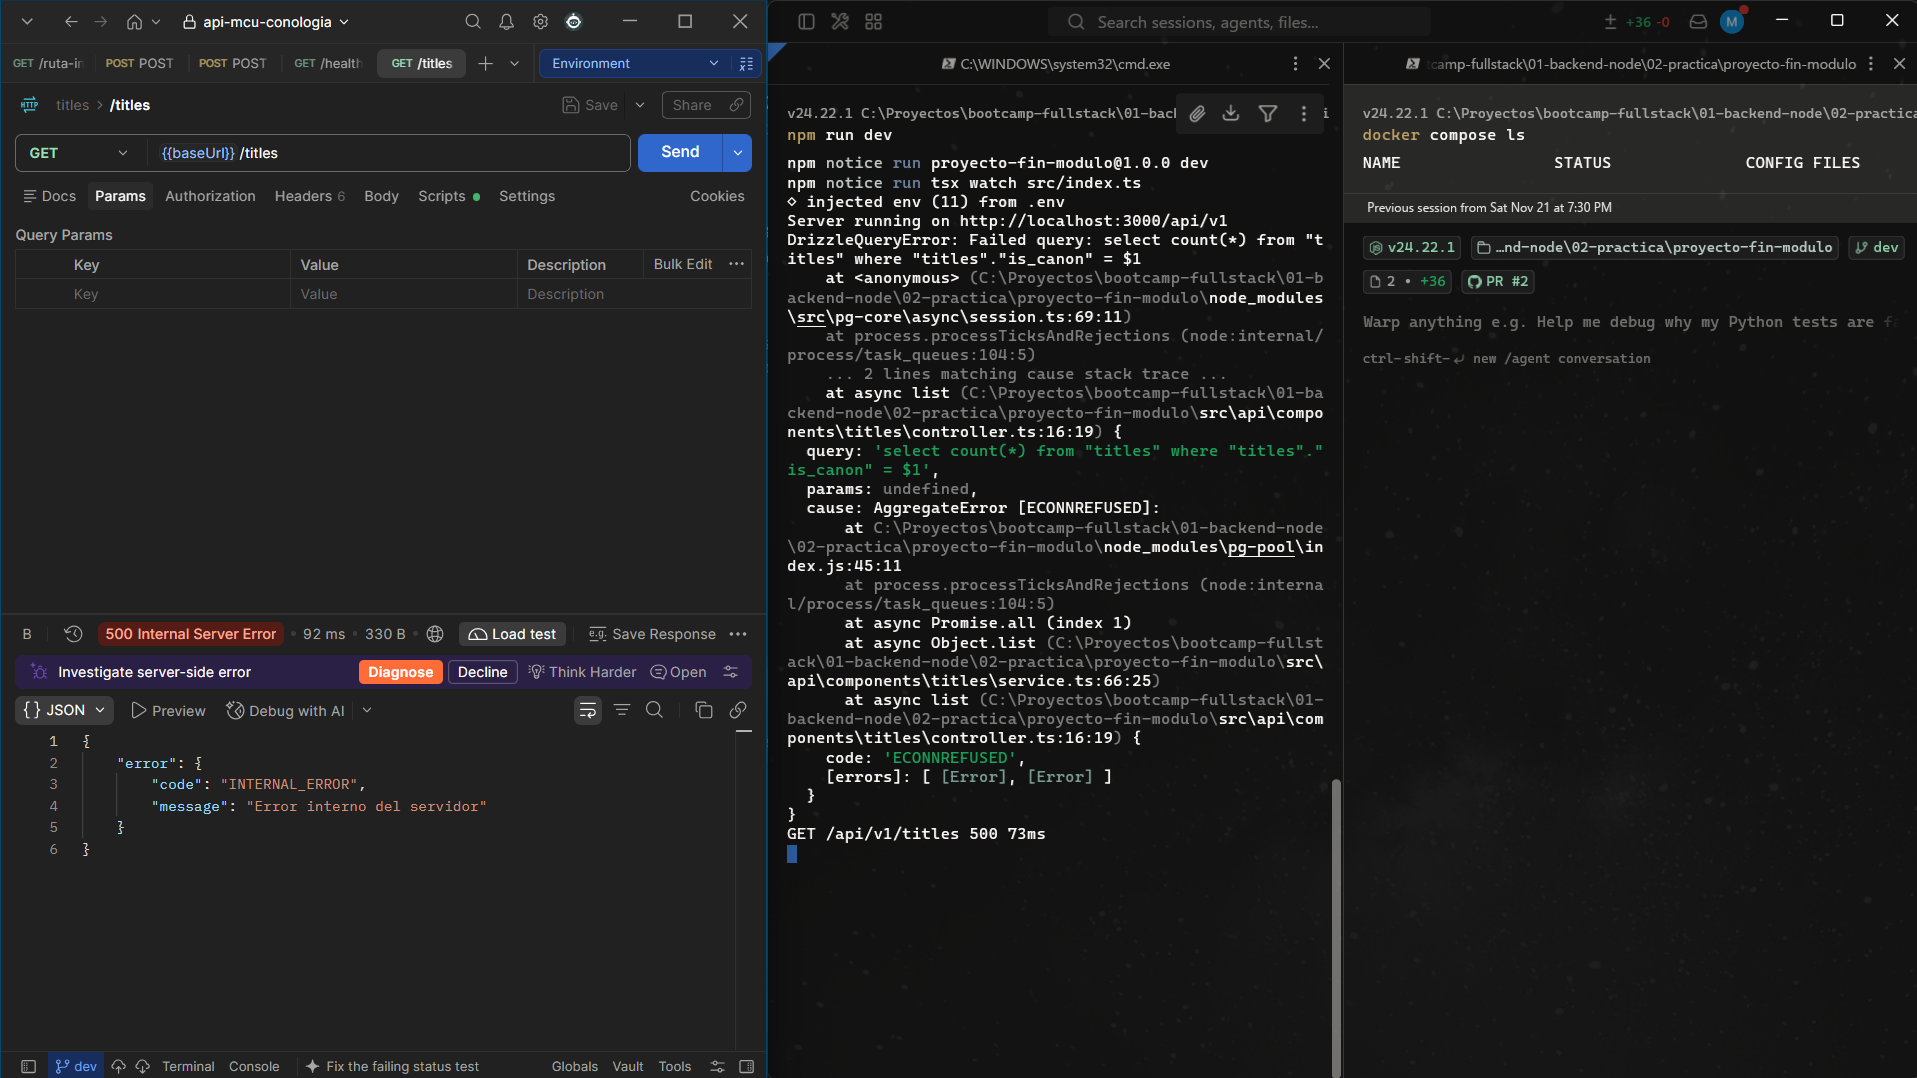 api-mcu-conologia
GET /ruta-in
POST POST
POST POST
GET /health
GET /titles
Environment
HTTP titles > /titles
Save
Share
GET
{{baseUrl}} /titles
Send
Docs
Params
Authorization
Headers 6
Body
Scripts
Settings
Cookies
Query Params
Key Value Description Bulk Edit
Key Value Description
B
500 Internal Server Error • 92 ms • 330 B
Load test
e.g. Save Response
Investigate server-side error
Diagnose
Decline
Think Harder
Open
{} JSON
Preview
Debug with AI
1 {
2 "error": {
3 "code": "INTERNAL_ERROR",
4 "message": "Error interno del servidor"
5 }
6 }
dev
Terminal
Console
Fix the failing status test
Globals
Vault
Tools
Search sessions, agents, files...
+36 -0
M
C:\WINDOWS\system32\cmd.exe
v24.22.1 C:\Proyectos\bootcamp-fullstack\01-back
npm run dev
npm notice run proyecto-fin-modulo@1.0.0 dev
npm notice run tsx watch src/index.ts
◇ injected env (11) from .env
Server running on http://localhost:3000/api/v1
DrizzleQueryError: Failed query: select count(*) from "t
itles" where "titles"."is_canon" = $1
at <anonymous> (C:\Proyectos\bootcamp-fullstack\01-b
ackend-node\02-practica\proyecto-fin-modulo\node_modules
\src\pg-core\async\session.ts:69:11)
at process.processTicksAndRejections (node:internal/
process/task_queues:104:5)
... 2 lines matching cause stack trace ...
at async list (C:\Proyectos\bootcamp-fullstack\01-ba
ckend-node\02-practica\proyecto-fin-modulo\src\api\compo
nents\titles\controller.ts:16:19) {
query: 'select count(*) from "titles" where "titles"."
is_canon" = $1',
params: undefined,
cause: AggregateError [ECONNREFUSED]:
at C:\Proyectos\bootcamp-fullstack\01-backend-node
\02-practica\proyecto-fin-modulo\node_modules\pg-pool\in
dex.js:45:11
at process.processTicksAndRejections (node:interna
l/process/task_queues:104:5)
at async Promise.all (index 1)
at async Object.list (C:\Proyectos\bootcamp-fullst
ack\01-backend-node\02-practica\proyecto-fin-modulo\src\
api\components\titles\service.ts:66:25)
at async list (C:\Proyectos\bootcamp-fullstack\01-
backend-node\02-practica\proyecto-fin-modulo\src\api\com
ponents\titles\controller.ts:16:19) {
code: 'ECONNREFUSED',
[errors]: [ [Error], [Error] ]
}
}
GET /api/v1/titles 500 73ms
camp-fullstack\01-backend-node\02-practica\proyecto-fin-modulo
v24.22.1 C:\Proyectos\bootcamp-fullstack\01-backend-node\02-practica
docker compose ls
NAME STATUS CONFIG FILES
Previous session from Sat Nov 21 at 7:30 PM
v24.22.1
…nd-node\02-practica\proyecto-fin-modulo
dev
2 • +36
PR #2
Warp anything e.g. Help me debug why my Python tests are fa
ctrl-shift-↵ new /agent conversation